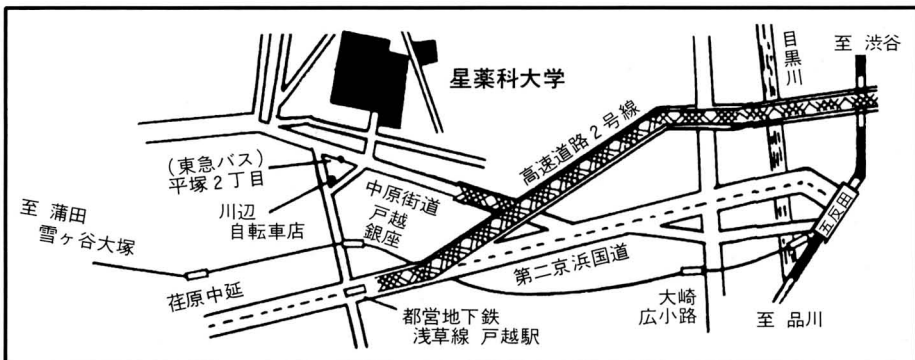 至 渋谷
目黒川
星薬科大学
高速道路2号線
(東急バス)
平塚2丁目
川辺
自転車店
中原街道
戸越
銀座
五反田
至 蒲田
雪ヶ谷大塚
第二京浜国道
荏原中延
大崎
広小路
都営地下鉄
浅草線 戸越駅
至 品川